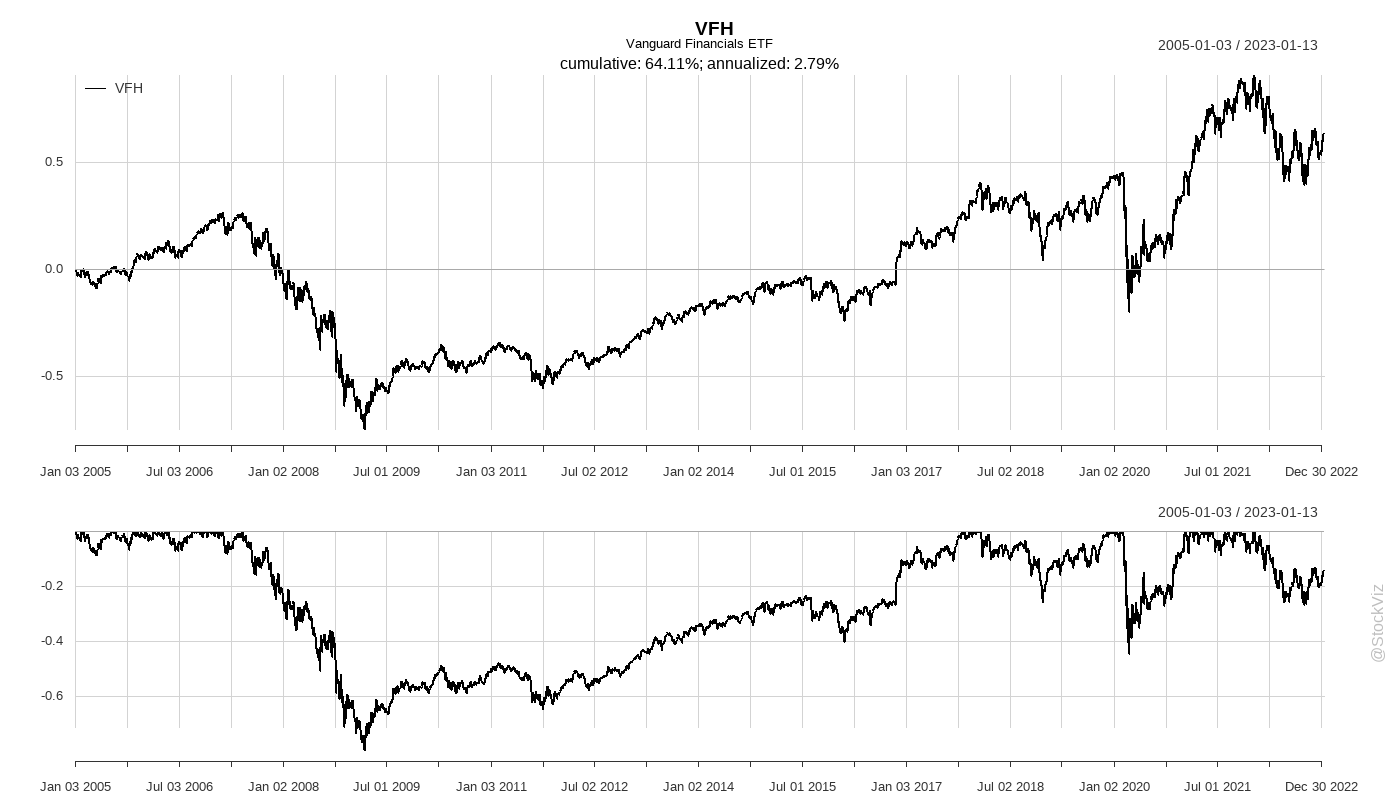 VFH
Vanguard Financials ETF
cumulative: 64.11%; annualized: 2.79%
2005-01-03 / 2023-01-13
VFH
0.5
0.0
-0.5
Jan 03 2005 Jul 03 2006 Jan 02 2008 Jul 01 2009 Jan 03 2011 Jul 02 2012 Jan 02 2014 Jul 01 2015 Jan 03 2017 Jul 02 2018 Jan 02 2020 Jul 01 2021 Dec 30 2022
2005-01-03 / 2023-01-13
-0.2
-0.4
-0.6
Jan 03 2005 Jul 03 2006 Jan 02 2008 Jul 01 2009 Jan 03 2011 Jul 02 2012 Jan 02 2014 Jul 01 2015 Jan 03 2017 Jul 02 2018 Jan 02 2020 Jul 01 2021 Dec 30 2022
@StockViz